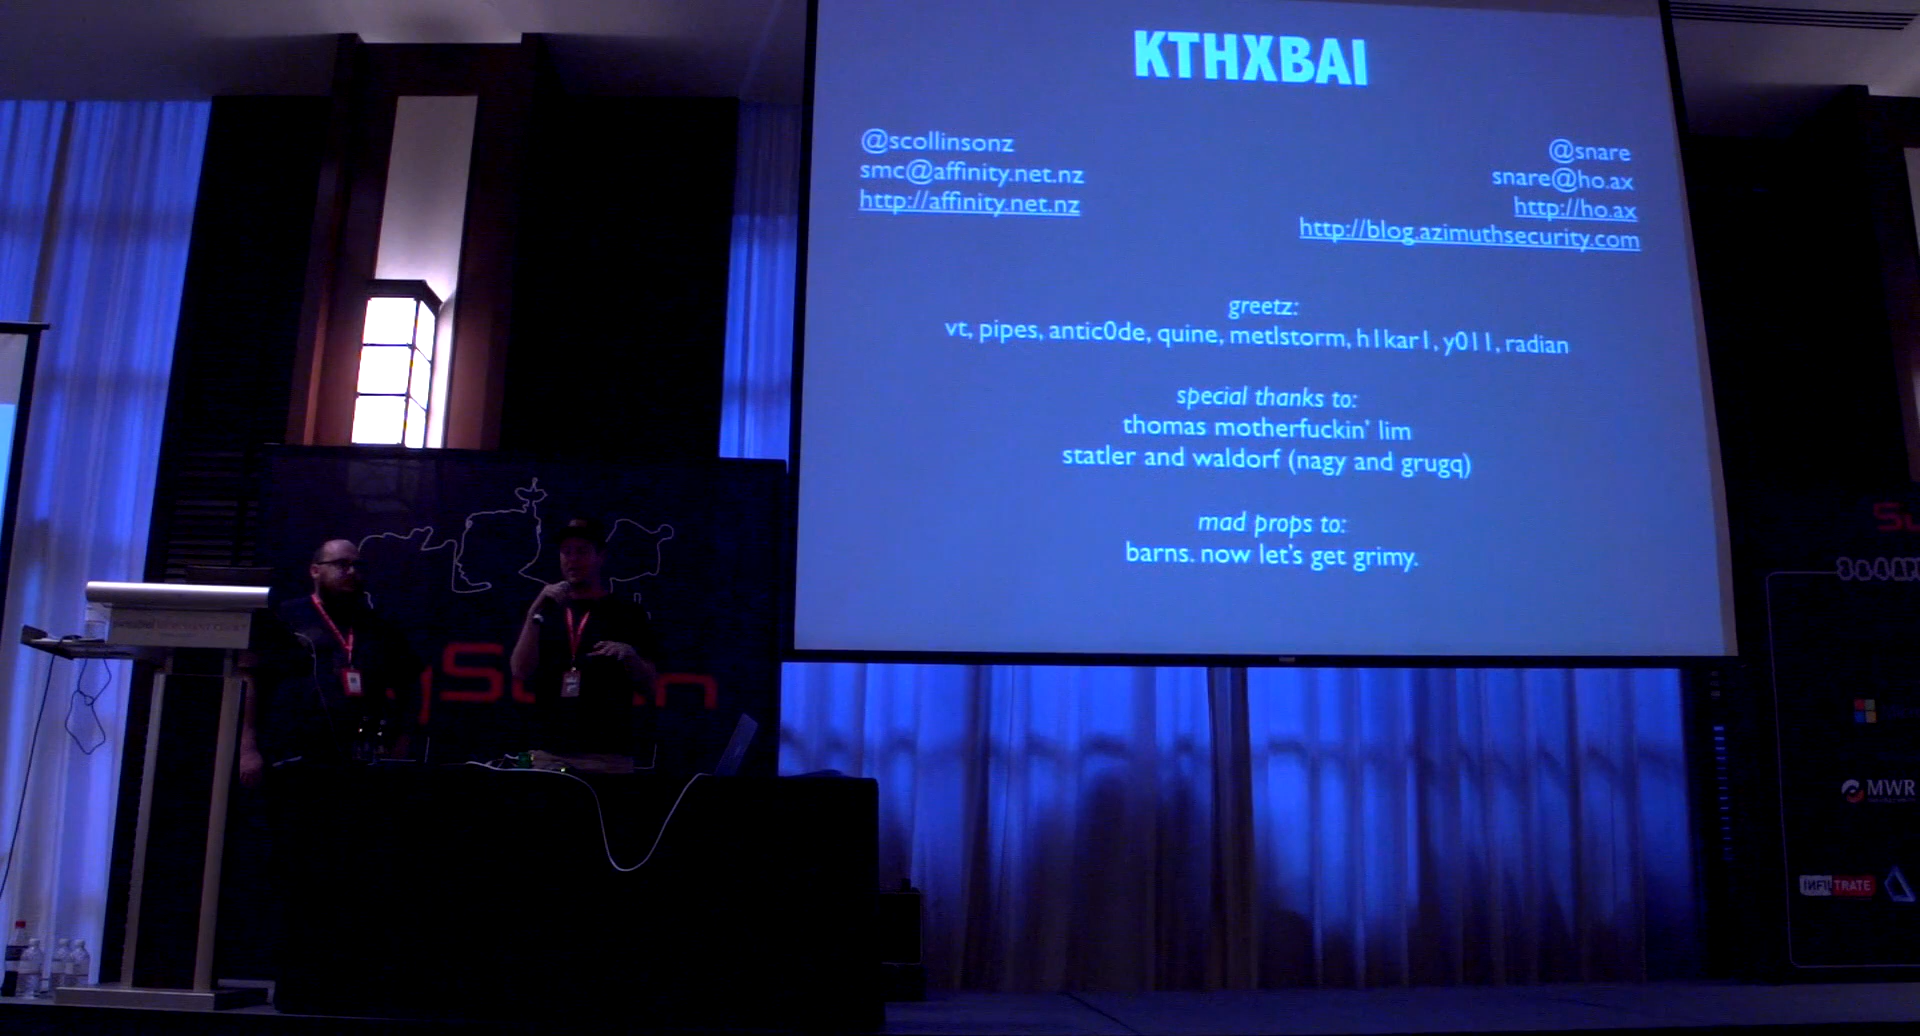 KTHXBAI
@scollinsonz
smc@affinity.net.nz
http://affinity.net.nz
@snare
snare@ho.ax
http://ho.ax
http://blog.azimuthsecurity.com
greetz:
vt, pipes, antic0de, quine, metlstorm, h1kar1, y011, radian
special thanks to:
thomas motherfuckin' lim
statler and waldorf (nagy and grugq)
mad props to:
barns. now let's get grimy.
MWR
INFILTRATE